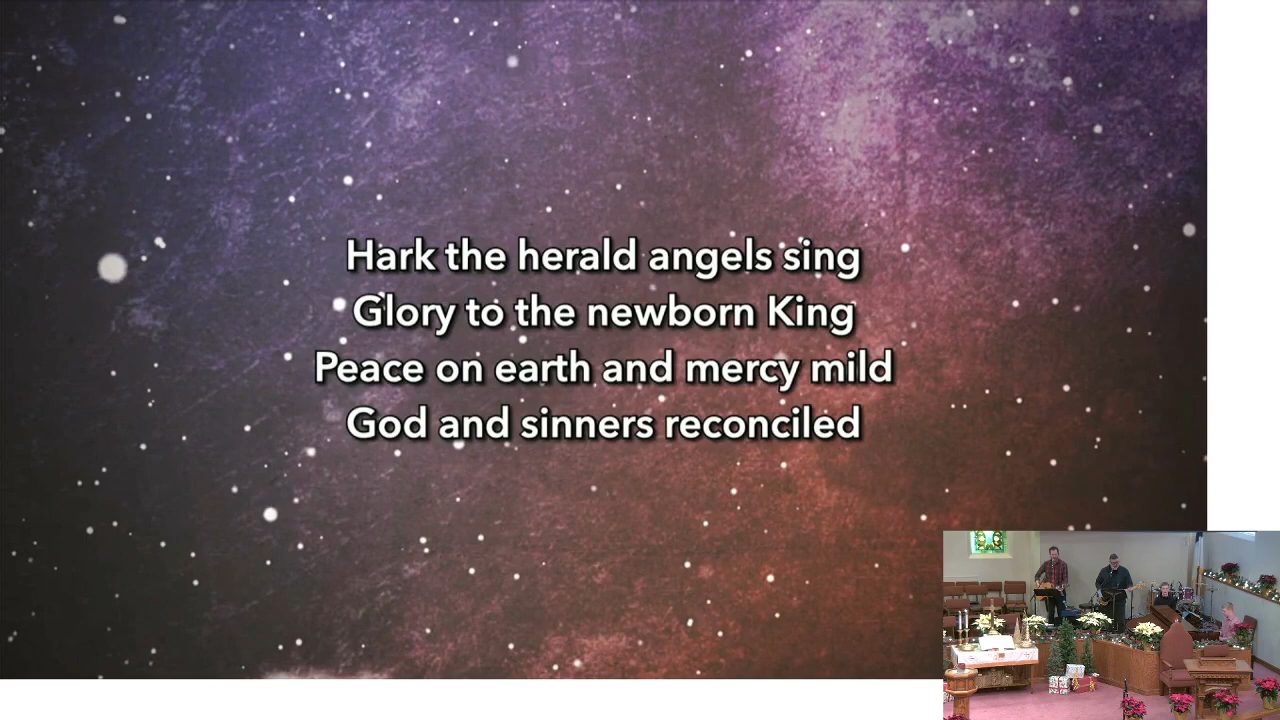 Hark the herald angels sing
Glory to the newborn King
Peace on earth and mercy mild
God and sinners reconciled